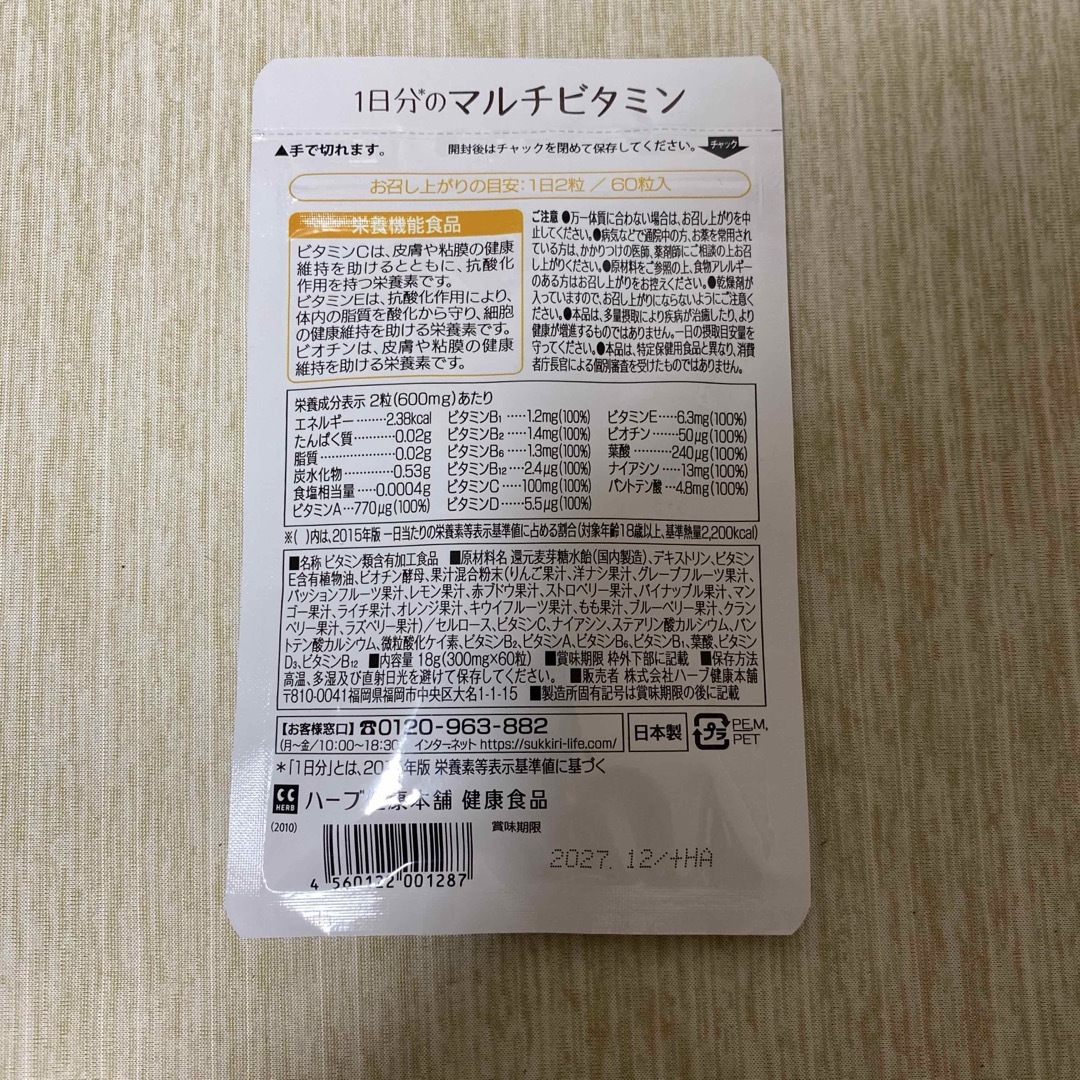 1日分*のマルチビタミン
▲手で切れます。
開封後はチャックを閉めて保存してください。
チャック
お召し上がりの目安:1日2粒 / 60粒入
栄養機能食品
ビタミンCは、皮膚や粘膜の健康
維持を助けるとともに、抗酸化
作用を持つ栄養素です。
ビタミンEは、抗酸化作用により、
体内の脂質を酸化から守り、細胞
の健康維持を助ける栄養素です。
ビオチンは、皮膚や粘膜の健康
維持を助ける栄養素です。
ご注意 ●万一体質に合わない場合は、お召し上がりを中
止してください。●病気などで通院中の方、お薬を常用され
ている方は、かかりつけの医師、薬剤師にご相談の上お召
し上がりください。●原材料をご参照の上、食物アレルギー
のある方はお召し上がりをお控えください。●乾燥剤が
入っていますので、お召し上がりにならないようにご注意く
ださい。●本品は、多量摂取により疾病が治癒したり、より
健康が増進するものではありません。一日の摂取目安量を
守ってください。●本品は、特定保健用食品と異なり、消費
者庁長官による個別審査を受けたものではありません。
栄養成分表示 2粒(600mg)あたり
エネルギー……2.38kcal
たんぱく質………0.02g
脂質………………0.02g
炭水化物…………0.53g
食塩相当量……0.0004g
ビタミンA…770μg(100%)
ビタミンB1……1.2mg(100%)
ビタミンB2……1.4mg(100%)
ビタミンB6……1.3mg(100%)
ビタミンB12…2.4μg(100%)
ビタミンC……100mg(100%)
ビタミンD……5.5μg(100%)
ビタミンE……6.3mg(100%)
ビオチン………50μg(100%)
葉酸…………240μg(100%)
ナイアシン……13mg(100%)
パントテン酸…4.8mg(100%)
※( )内は、2015年版 一日当たりの栄養素等表示基準値に占める割合(対象年齢18歳以上、基準熱量2,200kcal)
■名称 ビタミン類含有加工食品 ■原材料名 還元麦芽糖水飴(国内製造)、デキストリン、ビタミン
E含有植物油、ビオチン酵母、果汁混合粉末(りんご果汁、洋ナシ果汁、グレープフルーツ果汁、
パッションフルーツ果汁、レモン果汁、赤ブドウ果汁、ストロベリー果汁、パイナップル果汁、マン
ゴー果汁、ライチ果汁、オレンジ果汁、キウイフルーツ果汁、もも果汁、ブルーベリー果汁、クラン
ベリー果汁、ラズベリー果汁)/セルロース、ビタミンC、ナイアシン、ステアリン酸カルシウム、パン
トテン酸カルシウム、微粒酸化ケイ素、ビタミンB2、ビタミンA、ビタミンB6、ビタミンB1、葉酸、ビタミン
D3、ビタミンB12 ■内容量 18g(300mg×60粒) ■賞味期限 枠外下部に記載 ■保存方法
高温、多湿及び直射日光を避けて保存してください。 ■販売者 株式会社ハーブ健康本舗
〒810-0041福岡県福岡市中央区大名1-1-15 ■製造所固有記号は賞味期限の後に記載
【お客様窓口】☎0120-963-882
(月〜金/10:00〜18:30) インターネット https://sukkiri-life.com/
日本製
プラ
PE,M,
PET
*「1日分」とは、20 年版 栄養素等表示基準値に基づく
HERB
ハーブ健康本舗 健康食品
(2010)
賞味期限
2027. 12/+HA
4 560122 001287